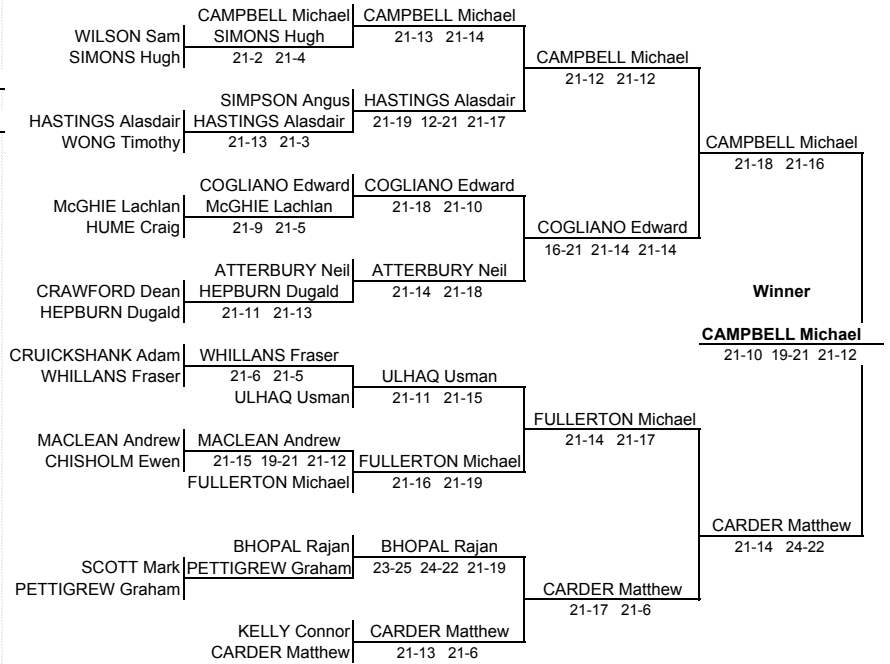 CAMPBELL Michael CAMPBELL Michael
WILSON Sam SIMONS Hugh 21-13 21-14
SIMONS Hugh 21-2 21-4 CAMPBELL Michael
21-12 21-12
SIMPSON Angus HASTINGS Alasdair
HASTINGS Alasdair HASTINGS Alasdair 21-19 12-21 21-17
WONG Timothy 21-13 21-3 CAMPBELL Michael
21-18 21-16
COGLIANO Edward COGLIANO Edward
McGHIE Lachlan McGHIE Lachlan 21-18 21-10
HUME Craig 21-9 21-5 COGLIANO Edward
16-21 21-14 21-14
ATTERBURY Neil ATTERBURY Neil
CRAWFORD Dean HEPBURN Dugald 21-14 21-18 Winner
HEPBURN Dugald 21-11 21-13
CAMPBELL Michael
CRUICKSHANK Adam WHILLANS Fraser 21-10 19-21 21-12
WHILLANS Fraser 21-6 21-5 ULHAQ Usman
ULHAQ Usman 21-11 21-15
FULLERTON Michael
MACLEAN Andrew MACLEAN Andrew 21-14 21-17
CHISHOLM Ewen 21-15 19-21 21-12 FULLERTON Michael
FULLERTON Michael 21-16 21-19
CARDER Matthew
BHOPAL Rajan BHOPAL Rajan 21-14 24-22
SCOTT Mark PETTIGREW Graham 23-25 24-22 21-19
PETTIGREW Graham CARDER Matthew
21-17 21-6
KELLY Connor CARDER Matthew
CARDER Matthew 21-13 21-6